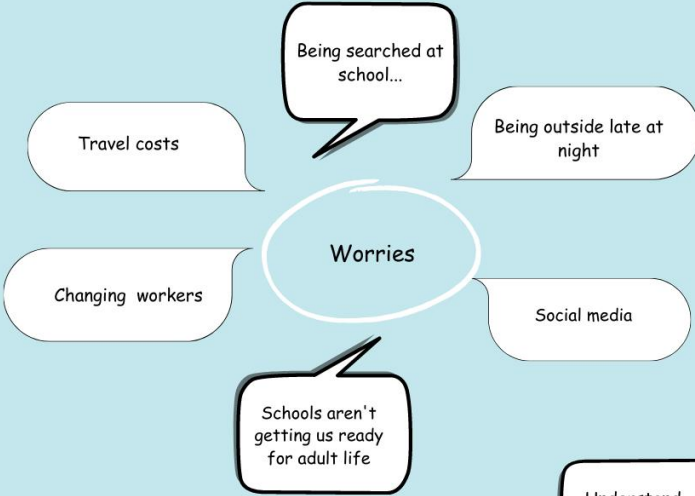 Being searched at
school...
Travel costs
Being outside late at
night
Worries
Changing workers
Social media
Schools aren't
getting us ready
for adult life